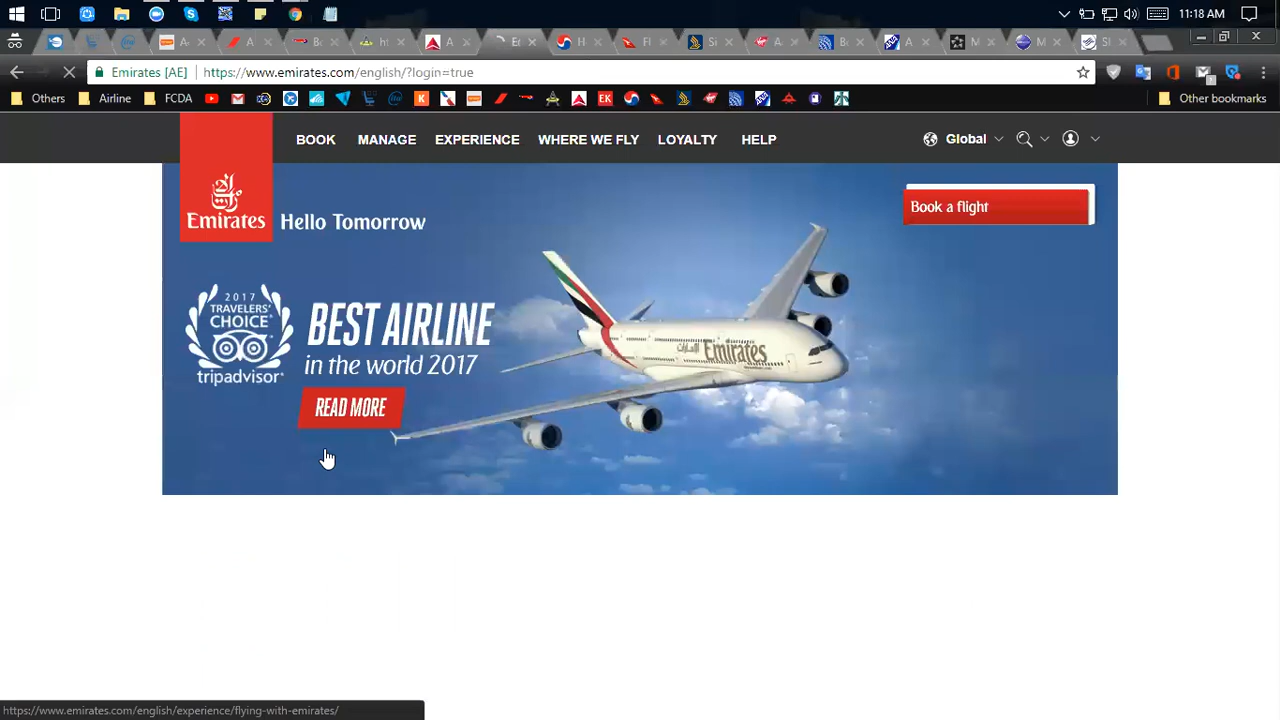 11:18 AM
Emirates [AE]
https://www.emirates.com/english/?login=true
Others
Airline
FCDA
Other bookmarks
BOOK
MANAGE
EXPERIENCE
WHERE WE FLY
LOYALTY
HELP
Global
الإمارات
Emirates
Hello Tomorrow
Book a flight
2017
TRAVELERS'
CHOICE
tripadvisor
BEST AIRLINE
in the world 2017
READ MORE
Emirates
https://www.emirates.com/english/experience/flying-with-emirates/